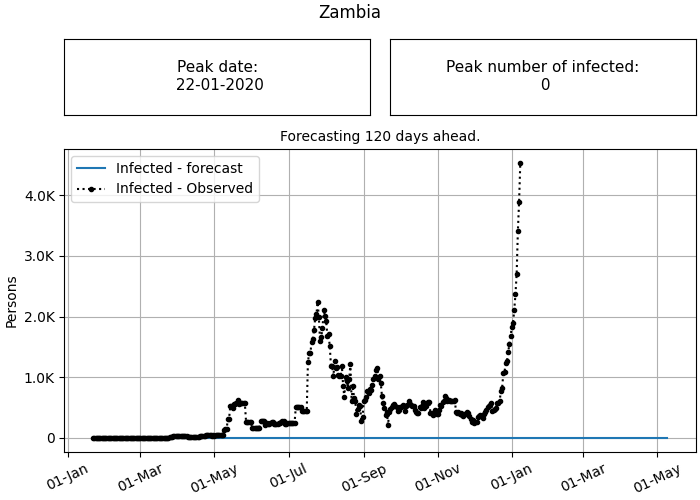 Zambia
Peak date:
22-01-2020
Peak number of infected:
0
Forecasting 120 days ahead.
Infected - forecast
Infected - Observed
Persons
4.0K
3.0K
2.0K
1.0K
0
01-Jan
01-Mar
01-May
01-Jul
01-Sep
01-Nov
01-Jan
01-Mar
01-May